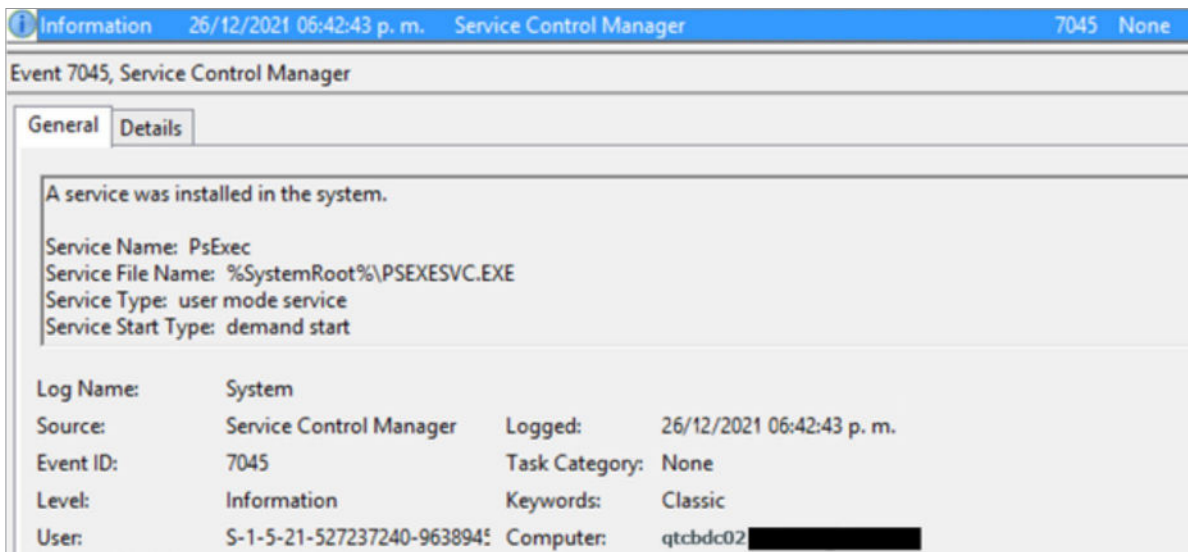 Information 26/12/2021 06:42:43 p. m. Service Control Manager 7045 None
Event 7045, Service Control Manager
General Details
A service was installed in the system.
Service Name: PsExec
Service File Name: %SystemRoot%\PSEXESVC.EXE
Service Type: user mode service
Service Start Type: demand start
Log Name: System
Source: Service Control Manager Logged: 26/12/2021 06:42:43 p. m.
Event ID: 7045 Task Category: None
Level: Information Keywords: Classic
User: S-1-5-21-527237240-963894 Computer: qtcbdc02